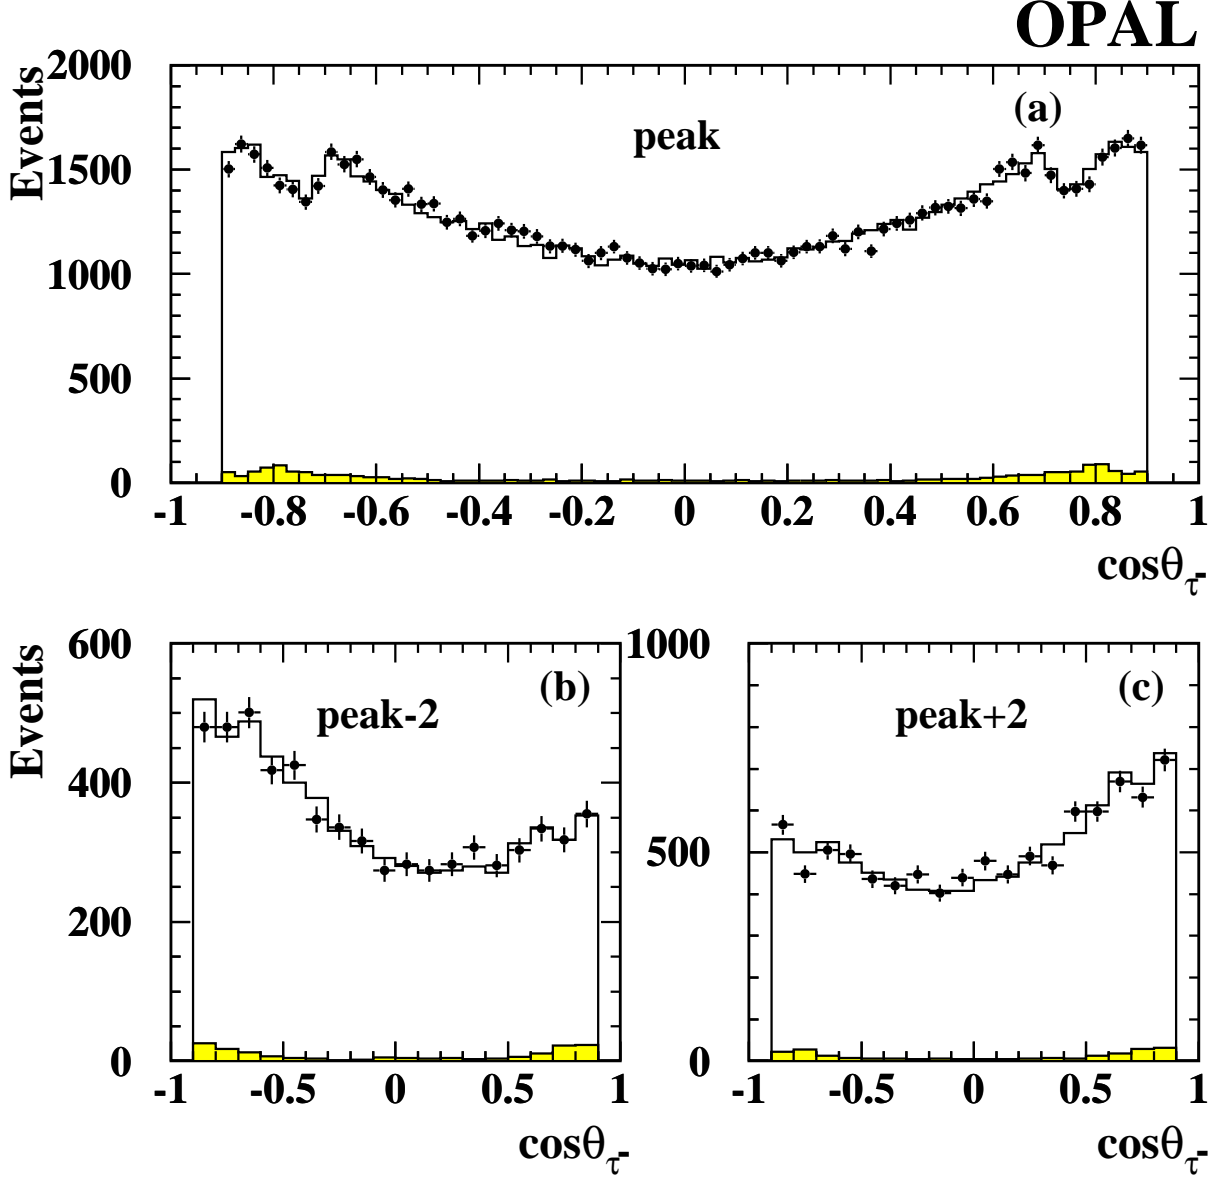 OPAL
Events
2000
1500
1000
500
0
(a)
peak
-1 -0.8 -0.6 -0.4 -0.2 0 0.2 0.4 0.6 0.8 1
cosθτ-
Events
600
400
200
0
(b)
peak-2
-1 -0.5 0 0.5 1
cosθτ-
1000
500
0
(c)
peak+2
-1 -0.5 0 0.5 1
cosθτ-